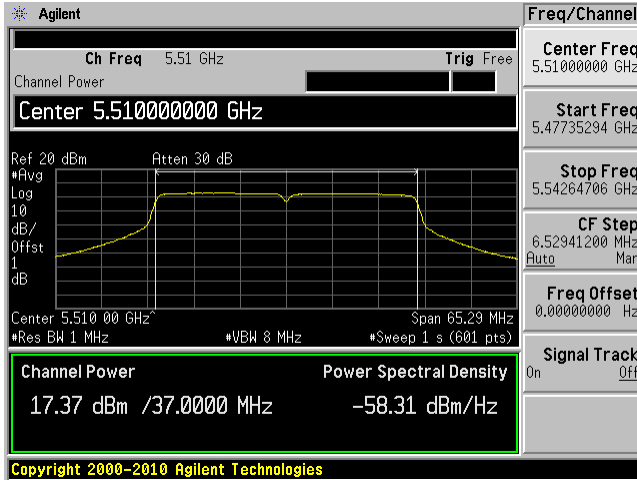 Agilent
Freq/Channel
Ch Freq 5.51 GHz Trig Free
Channel Power
Center 5.510000000 GHz
Ref 20 dBm Atten 30 dB
#Avg
Log
10
dB/
Offst
1
dB
Center 5.510 00 GHz^ Span 65.29 MHz
#Res BW 1 MHz #VBW 8 MHz #Sweep 1 s (601 pts)
Channel Power Power Spectral Density
17.37 dBm /37.0000 MHz -58.31 dBm/Hz
Copyright 2000-2010 Agilent Technologies
Center Freq
5.51000000 GHz
Start Freq
5.47735294 GHz
Stop Freq
5.54264706 GHz
CF Step
6.52941200 MHz
Auto Man
Freq Offset
0.00000000 Hz
Signal Track
On Off